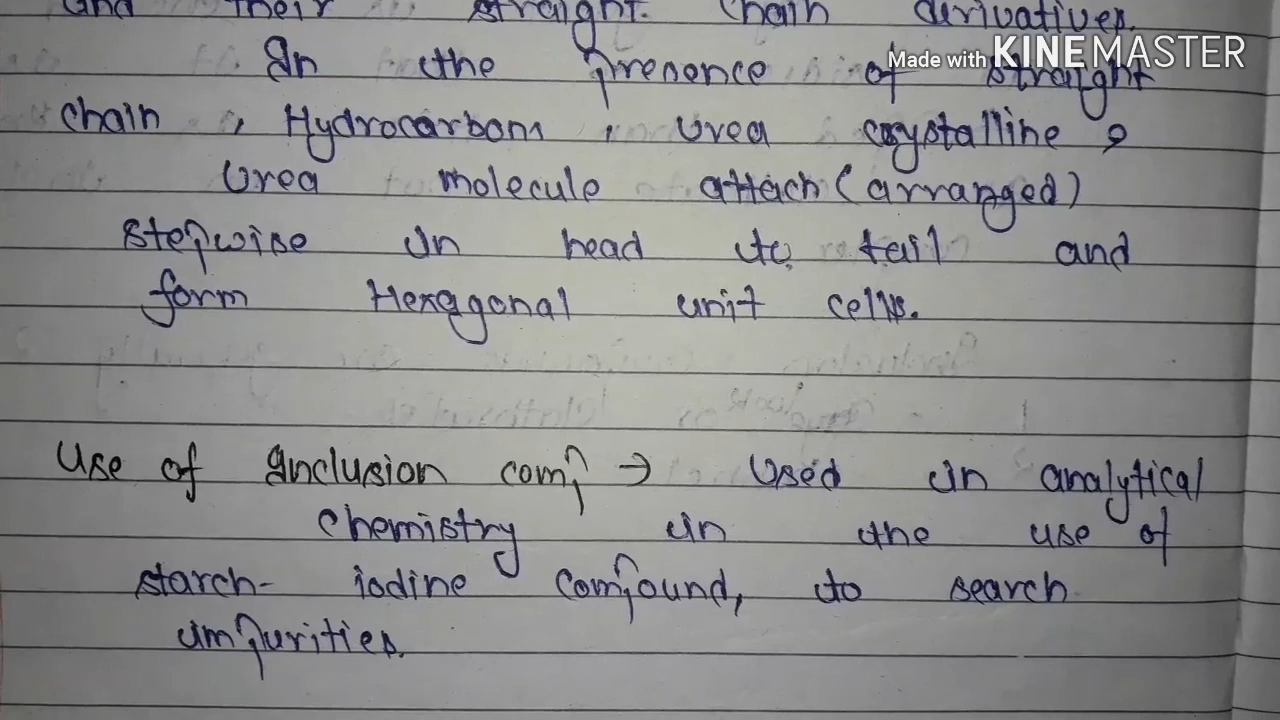 and their straight chain derivatives.
Made with KINEMASTER
In the presence of straight
chain, Hydrocarbons, urea crystalline,
Urea molecule attach (arranged)
stepwise in head to tail and
form Hexagonal unit cells.
Use of Inclusion comp → Used in analytical
chemistry in the use of
starch- iodine compound, to search
impurities.